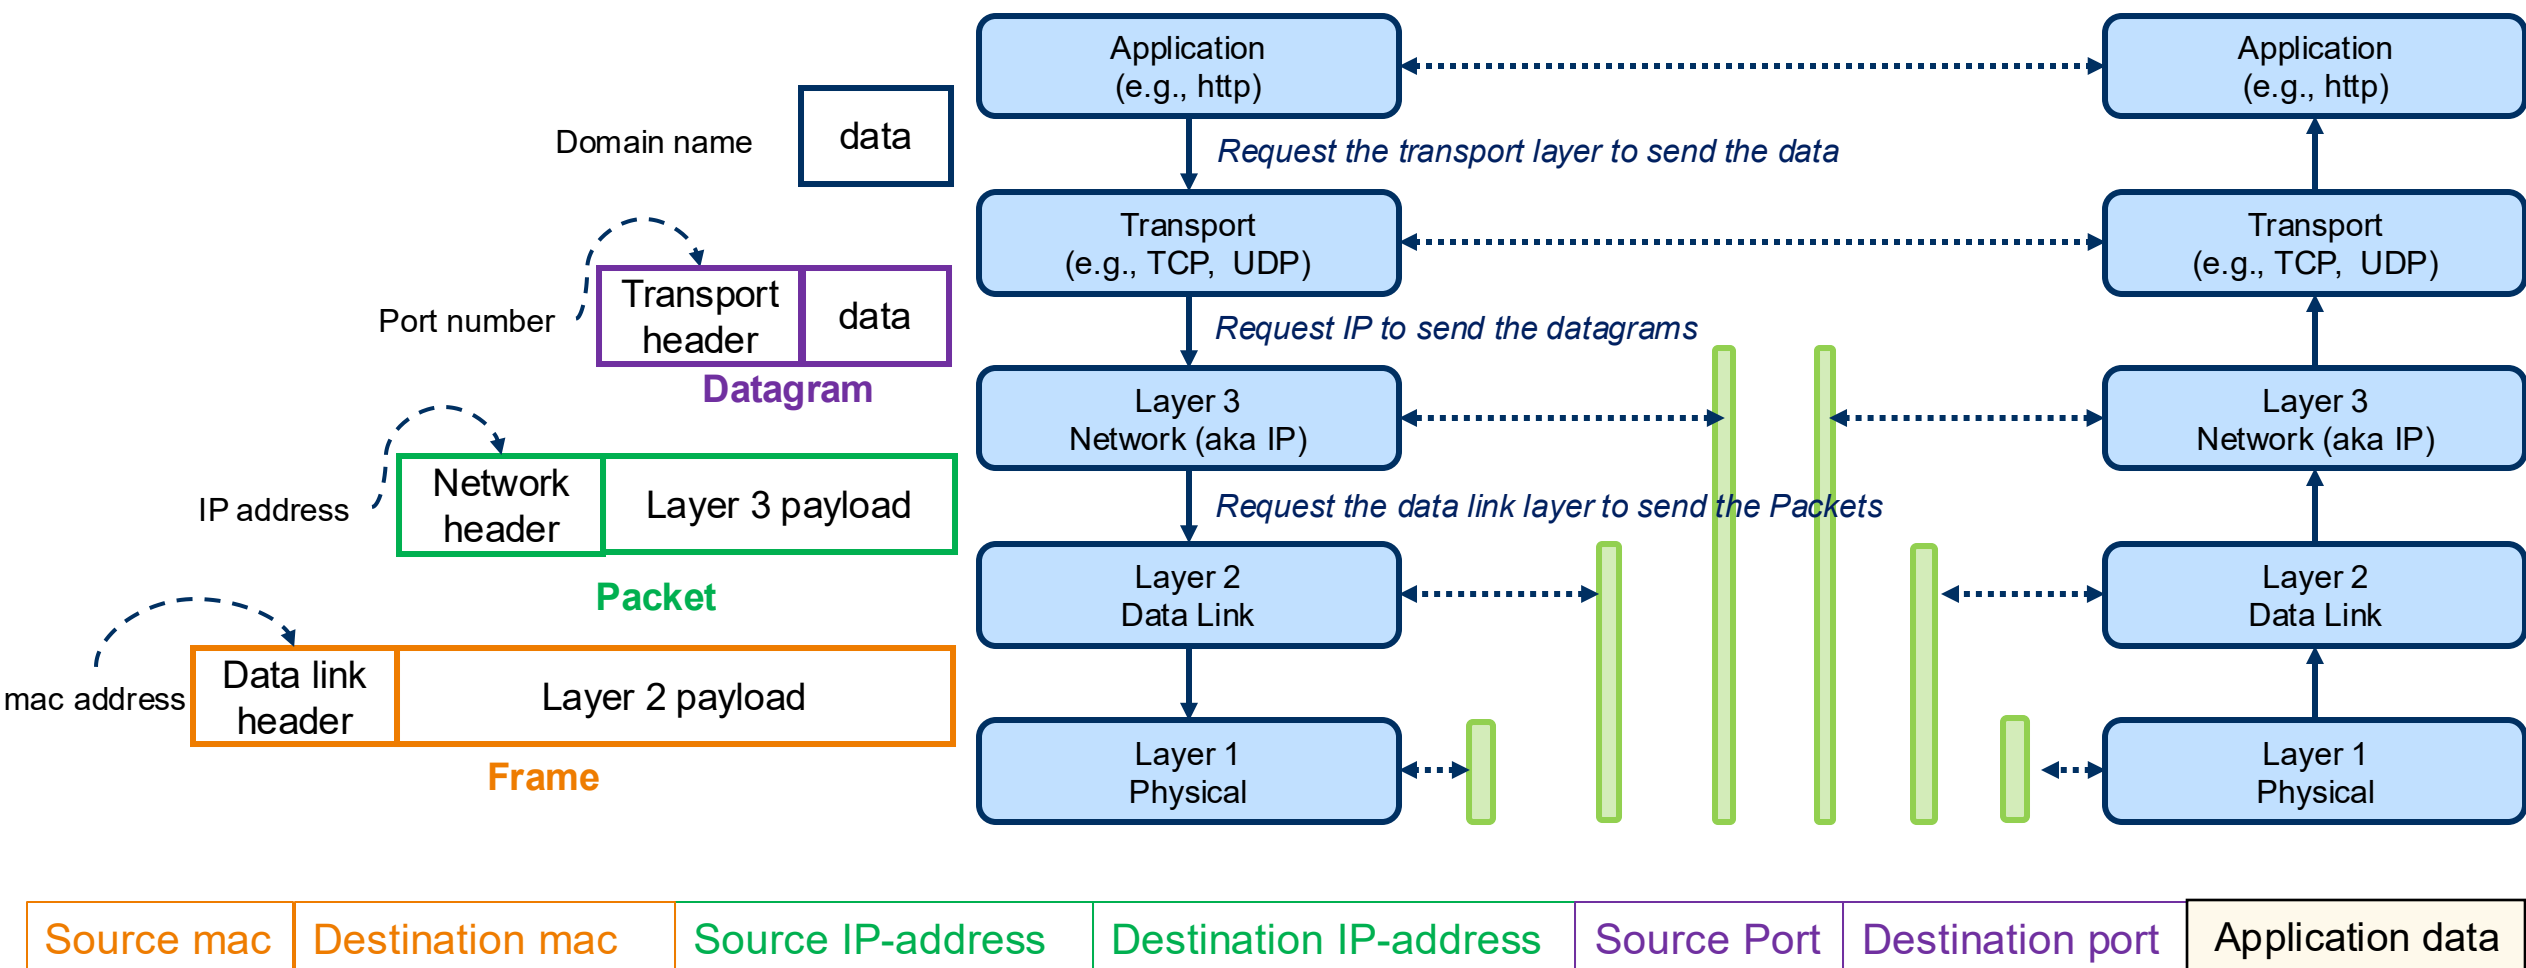 Application
(e.g., http)
Application
(e.g., http)
Domain name
data
Request the transport layer to send the data
Transport
(e.g., TCP, UDP)
Transport
(e.g., TCP, UDP)
Port number
Transport
header
data
Datagram
Request IP to send the datagrams
Layer 3
Network (aka IP)
Layer 3
Network (aka IP)
IP address
Network
header
Layer 3 payload
Packet
Request the data link layer to send the Packets
Layer 2
Data Link
Layer 2
Data Link
mac address
Data link
header
Layer 2 payload
Frame
Layer 1
Physical
Layer 1
Physical
Source mac
Destination mac
Source IP-address
Destination IP-address
Source Port
Destination port
Application data